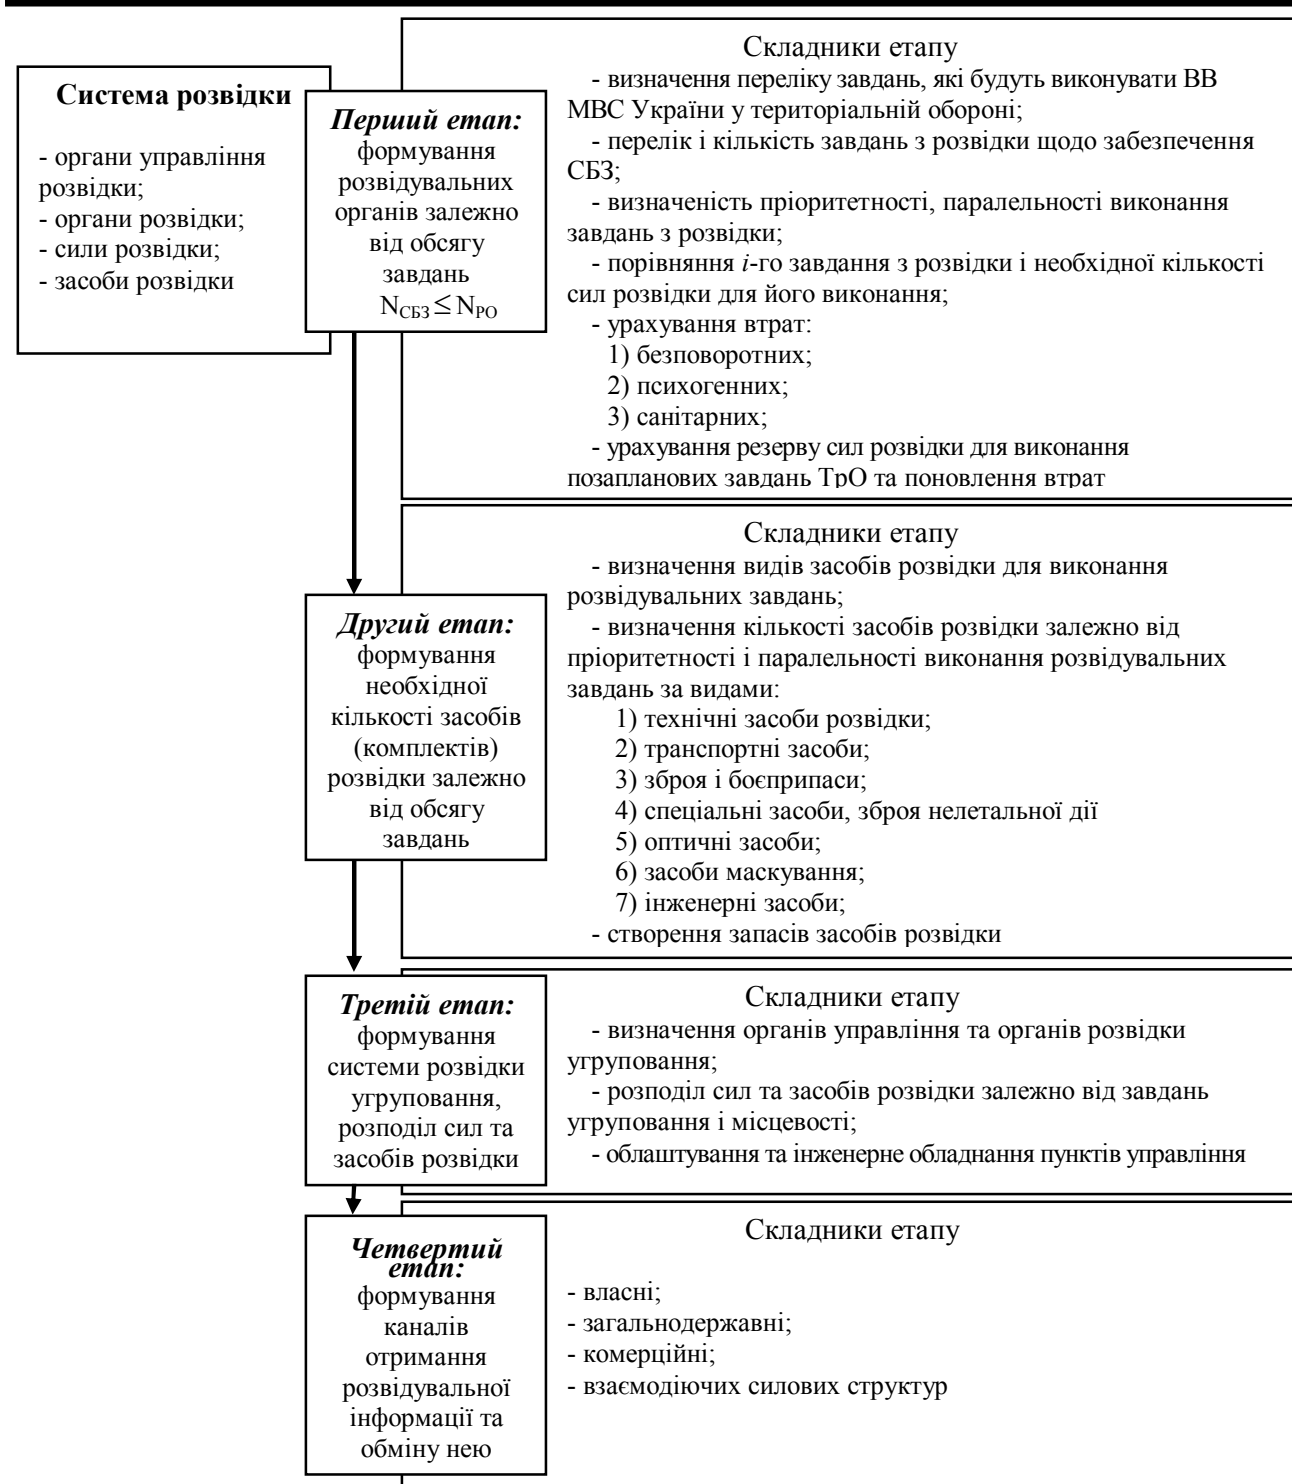 Система розвідки
- органи управління
розвідки;
- органи розвідки;
- сили розвідки;
- засоби розвідки
Перший етап:
формування
розвідувальних
органів залежно
від обсягу
завдань
NСБЗ ≤ NРО
Складники етапу
- визначення переліку завдань, які будуть виконувати ВВ
МВС України у територіальній обороні;
- перелік і кількість завдань з розвідки щодо забезпечення
СБЗ;
- визначеність пріоритетності, паралельності виконання
завдань з розвідки;
- порівняння i-го завдання з розвідки і необхідної кількості
сил розвідки для його виконання;
- урахування втрат:
1) безповоротних;
2) психогенних;
3) санітарних;
- урахування резерву сил розвідки для виконання
позапланових завдань ТрО та поновлення втрат
Другий етап:
формування
необхідної
кількості засобів
(комплектів)
розвідки залежно
від обсягу
завдань
Складники етапу
- визначення видів засобів розвідки для виконання
розвідувальних завдань;
- визначення кількості засобів розвідки залежно від
пріоритетності і паралельності виконання розвідувальних
завдань за видами:
1) технічні засоби розвідки;
2) транспортні засоби;
3) зброя і боєприпаси;
4) спеціальні засоби, зброя нелетальної дії
5) оптичні засоби;
6) засоби маскування;
7) інженерні засоби;
- створення запасів засобів розвідки
Третій етап:
формування
системи розвідки
угруповання,
розподіл сил та
засобів розвідки
Складники етапу
- визначення органів управління та органів розвідки
угруповання;
- розподіл сил та засобів розвідки залежно від завдань
угруповання і місцевості;
- облаштування та інженерне обладнання пунктів управління
Четвертий
етап:
формування
каналів
отримання
розвідувальної
інформації та
обміну нею
Складники етапу
- власні;
- загальнодержавні;
- комерційні;
- взаємодіючих силових структур